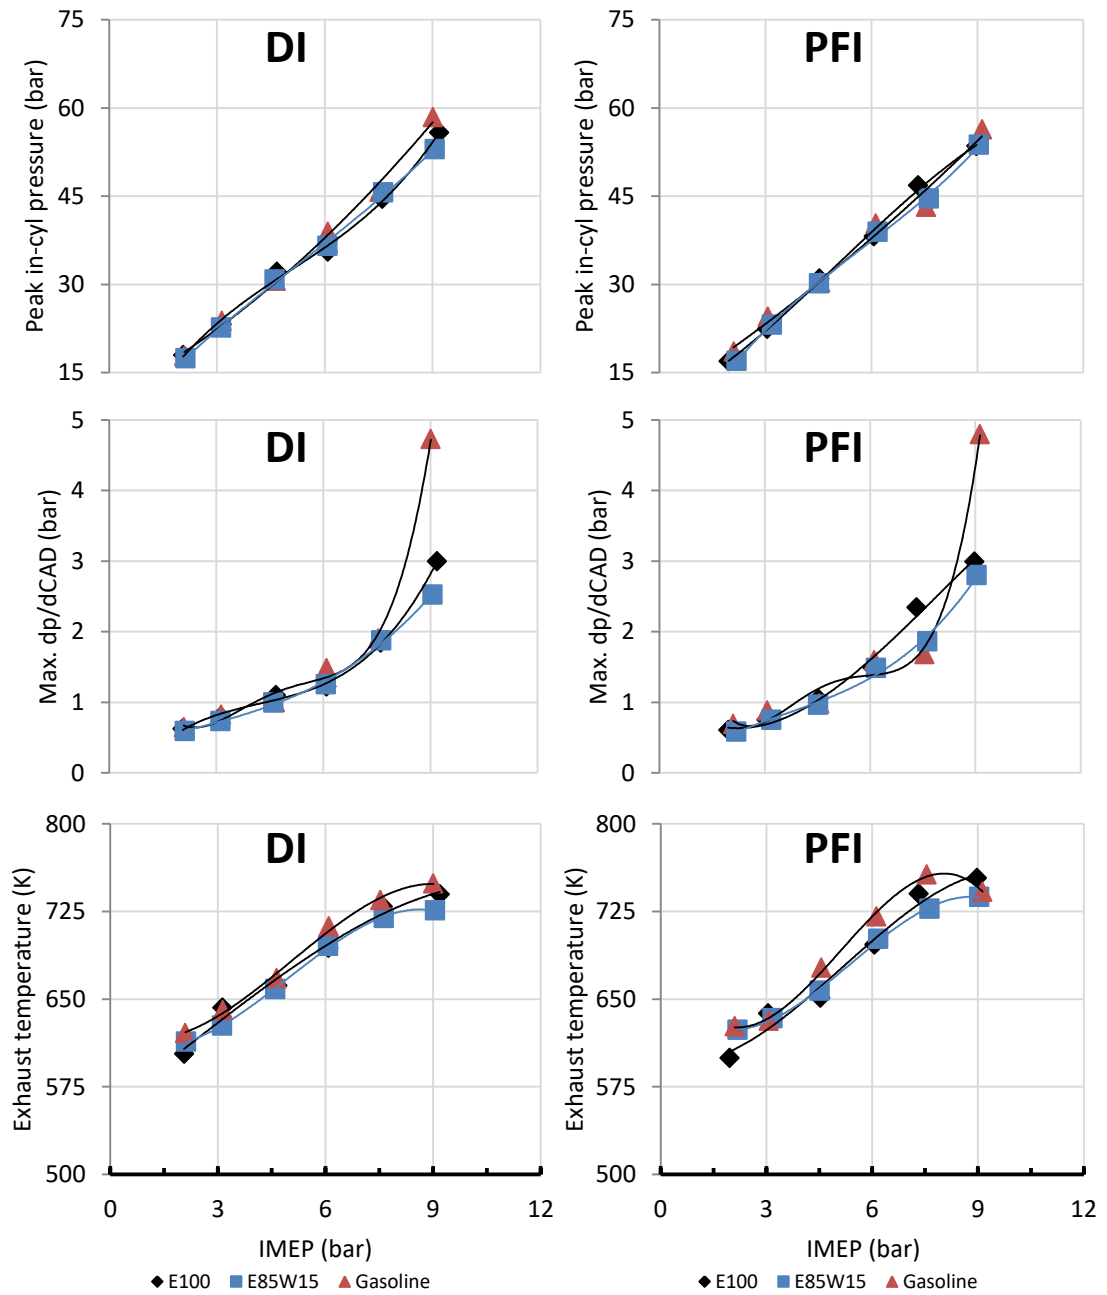 DI
PFI
Peak in-cyl pressure (bar)
75
60
45
30
15
Peak in-cyl pressure (bar)
75
60
45
30
15
DI
PFI
Max. dp/dCAD (bar)
5
4
3
2
1
0
Max. dp/dCAD (bar)
5
4
3
2
1
0
DI
PFI
Exhaust temperature (K)
800
725
650
575
500
Exhaust temperature (K)
800
725
650
575
500
0 3 6 9 12
0 3 6 9 12
IMEP (bar)
IMEP (bar)
E100 E85W15 Gasoline
E100 E85W15 Gasoline